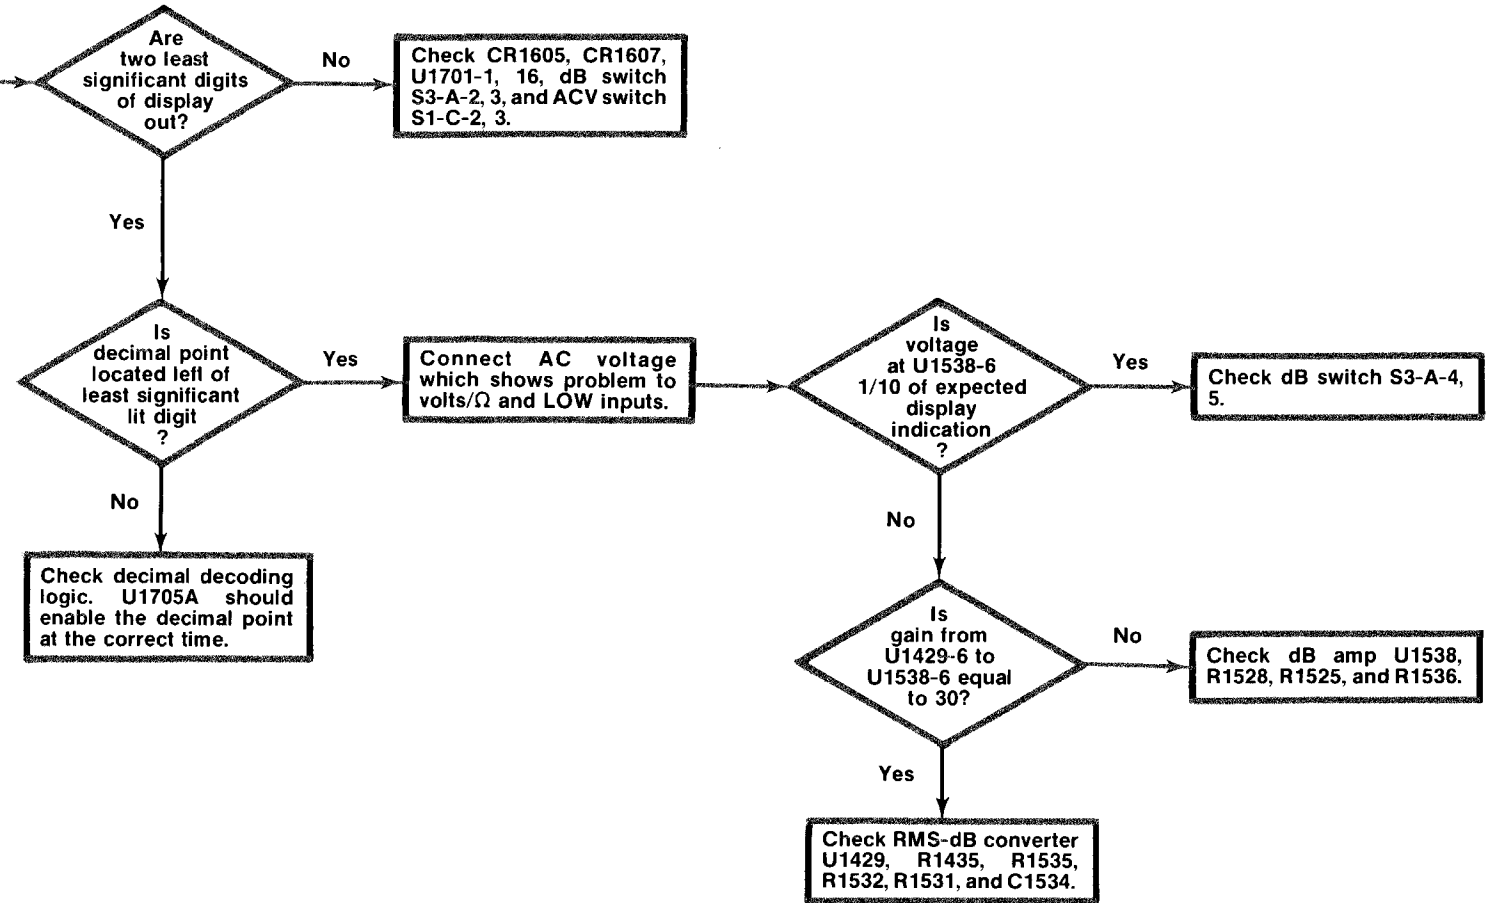 Are
two least
significant digits
of display
out?
No
Check CR1605, CR1607,
U1701-1, 16, dB switch
S3-A-2, 3, and ACV switch
S1-C-2, 3.
Yes
Is
decimal point
located left of
least significant
lit digit
?
Yes
Connect AC voltage
which shows problem to
volts/Ω and LOW inputs.
Is
voltage
at U1538-6
1/10 of expected
display
indication
?
Yes
Check dB switch S3-A-4,
5.
No
Check decimal decoding
logic. U1705A should
enable the decimal point
at the correct time.
No
Is
gain from
U1429-6 to
U1538-6 equal
to 30?
No
Check dB amp U1538,
R1528, R1525, and R1536.
Yes
Check RMS-dB converter
U1429, R1435, R1535,
R1532, R1531, and C1534.